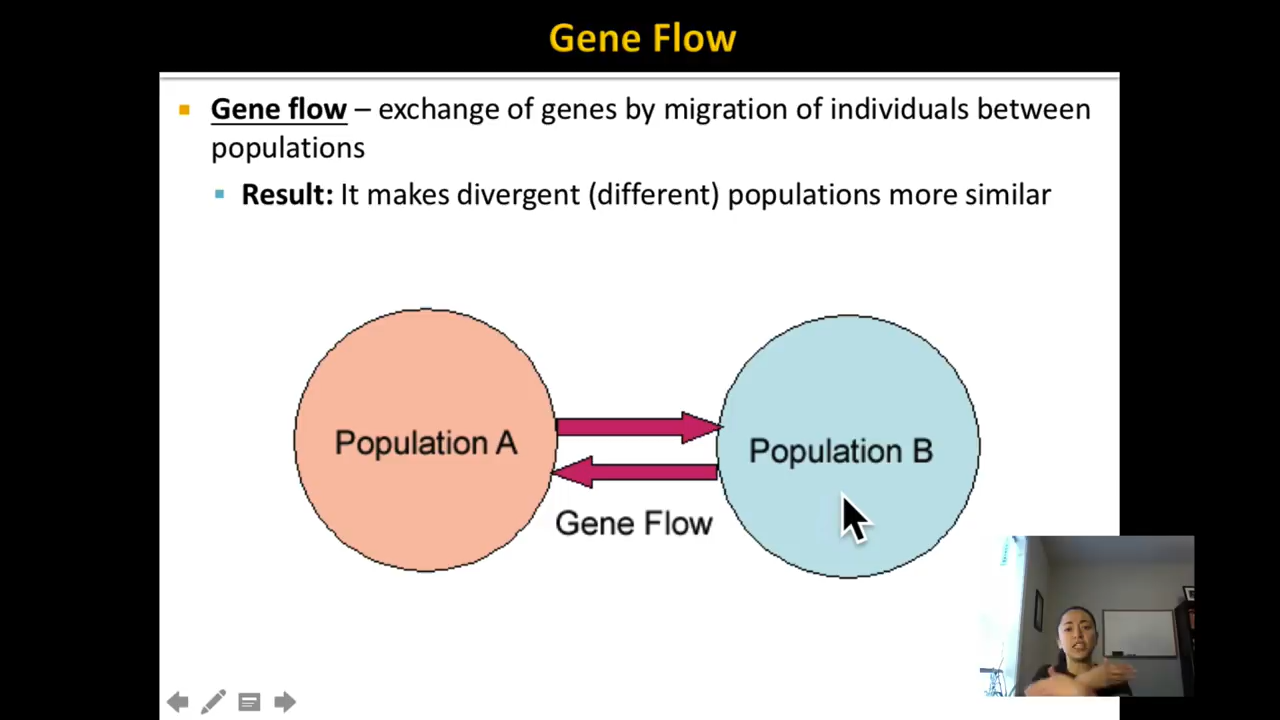 Gene Flow
Gene flow – exchange of genes by migration of individuals between
populations
Result: It makes divergent (different) populations more similar
Population A
Population B
Gene Flow